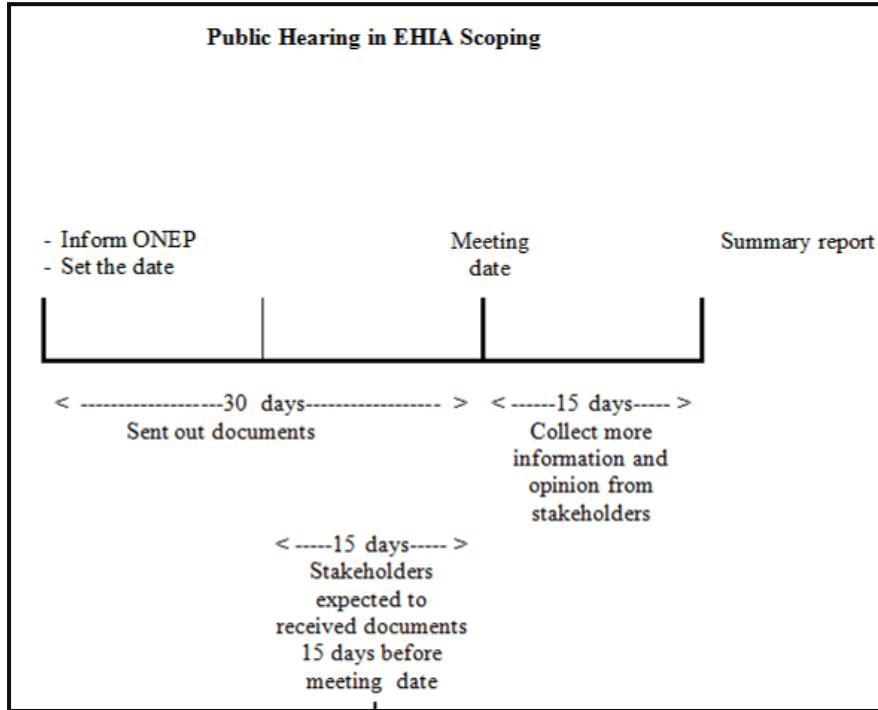 Public Hearing in EHIA Scoping
- Inform ONEP
- Set the date
Meeting
date
Summary report
< -------------------30 days------------------ >
Sent out documents
< ------15 days----- >
Collect more
information and
opinion from
stakeholders
< -----15 days----- >
Stakeholders
expected to
received documents
15 days before
meeting date